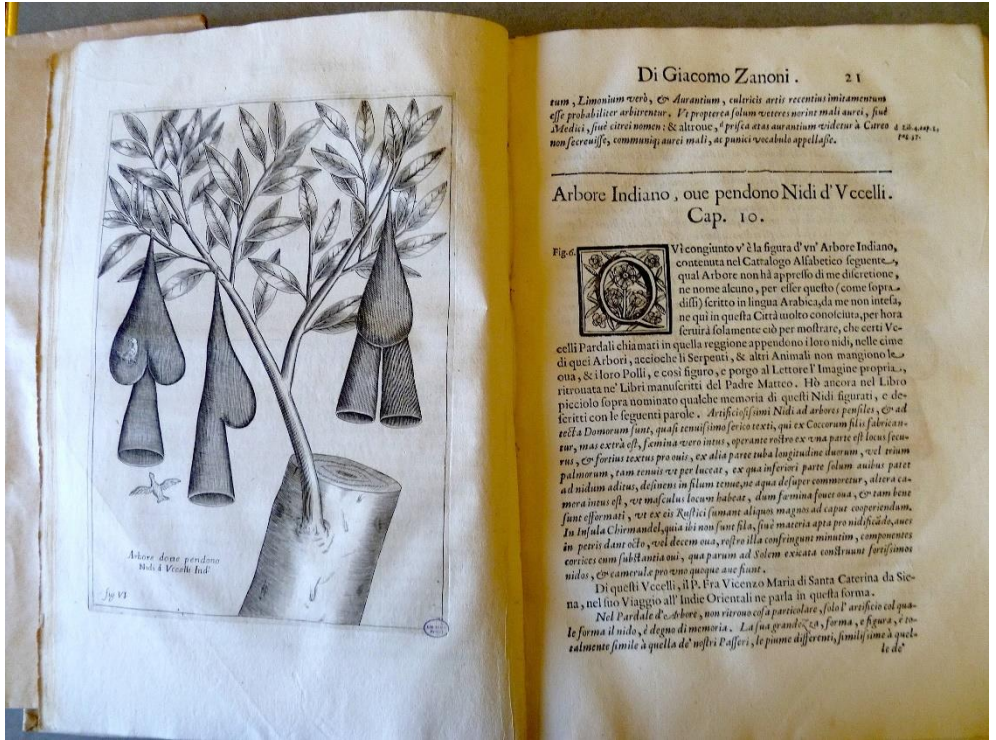 Arbore doue pendono
Nidi d Vccelli Ind
fig VI
Di Giacomo Zanoni. 21
tum, Limonium verò, & Aurantium, cultricis artis recentius imitamentum
esse probabiliter arbitrentur. Vt propterea solum veteres norint mali aurei, siuè
Medici, siuè citrei nomen: & altroue, d prisca ætas aurantium videtur à Citreo
non secreuisse, communiq; aurei mali, ac punici vocabulo appellasse.
Arbore Indiano, oue pendono Nidi d'Vccelli.
Cap. 10.
Fig.6.
QVì congiunto v'è la figura d'vn'Arbore Indiano,
contenuta nel Cattalogo Alfabetico seguente,
qual Arbore non hà appresso di me discretione,
ne nome alcuno, per esser questo (come sopra
dissi) scritto in lingua Arabica, da me non intesa,
ne qui in questa Città molto conosciuta, per hora
seruirà solamente ciò per mostrare, che certi Vc-
celli Pardali chiamati in quella reggione appendono i loro nidi, nelle cime
di quei Arbori, accioche li Serpenti, & altri Animali non mangiono le
oua, & i loro Polli, e così figuro, e porgo al Lettore l'Imagine propria,
ritrouata ne' Libri manuscritti del Padre Matteo. Hò ancora nel Libro
picciolo sopra nominato qualche memoria di questi Nidi figurati, e de-
scritti con le seguenti parole. Artificiosissimi Nidi ad arbores pensiles, & ad
tecta Domorum sunt, quasi tenuissimo serico texti, qui ex Coccorum filis fabrican-
tur, mas extrà est, fæmina vero intus, operante rostro ex vna parte est locus secu-
rus, & fortius textus pro ouis, ex alia parte tuba longitudine duorum, vel trium
palmorum, tam tenuis vt per luceat, ex qua inferiori parte solum auibus patet
ad nidum aditus, desinens in filum tenue, ne aqua desuper commoretur, altera ca-
mera intus est, vt masculus locum habeat, dum fæmina fouet oua, & tam bene
sunt efformati, vt ex eis Rustici sumant aliquos magnos ad caput cooperiendam.
In Insula Chirmandel, quia ibi non sunt fila, siuè materia apta pro nidificãdo, aues
in petris dant octo, vel decem oua, rostro illa confringunt minutim, componentes
cortices cum substantia oui, qua parum ad Solem exicata construunt fortissimos
nidos, & camerulæ pro vno quoque aue fiunt.
Di questi Vccelli, il P. Fra Vicenzo Maria di Santa Caterina da Sie-
na, nel suo Viaggio all'Indie Orientali ne parla in questa forma.
Nel Pardale d'Arbore, non ritrouo cosa particolare, solo l'artificio col qua-
le forma il nido, è degno di memoria. La sua grandezza, forma, e figura, è to-
talmente simile à quella de' nostri Passeri, le piume differenti, similissime à quel-
le de'